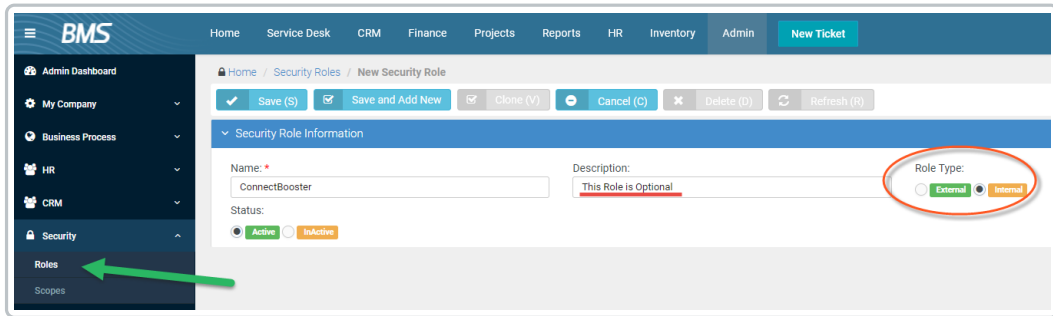 BMS
Home Service Desk CRM Finance Projects Reports HR Inventory Admin New Ticket
Admin Dashboard
Home / Security Roles / New Security Role
My Company
Save (S) Save and Add New Clone (V) Cancel (C) Delete (D) Refresh (R)
Business Process
Security Role Information
HR
Name: * Description: Role Type:
ConnectBooster This Role is Optional External Internal
CRM
Status:
Security
Active InActive
Roles
Scopes